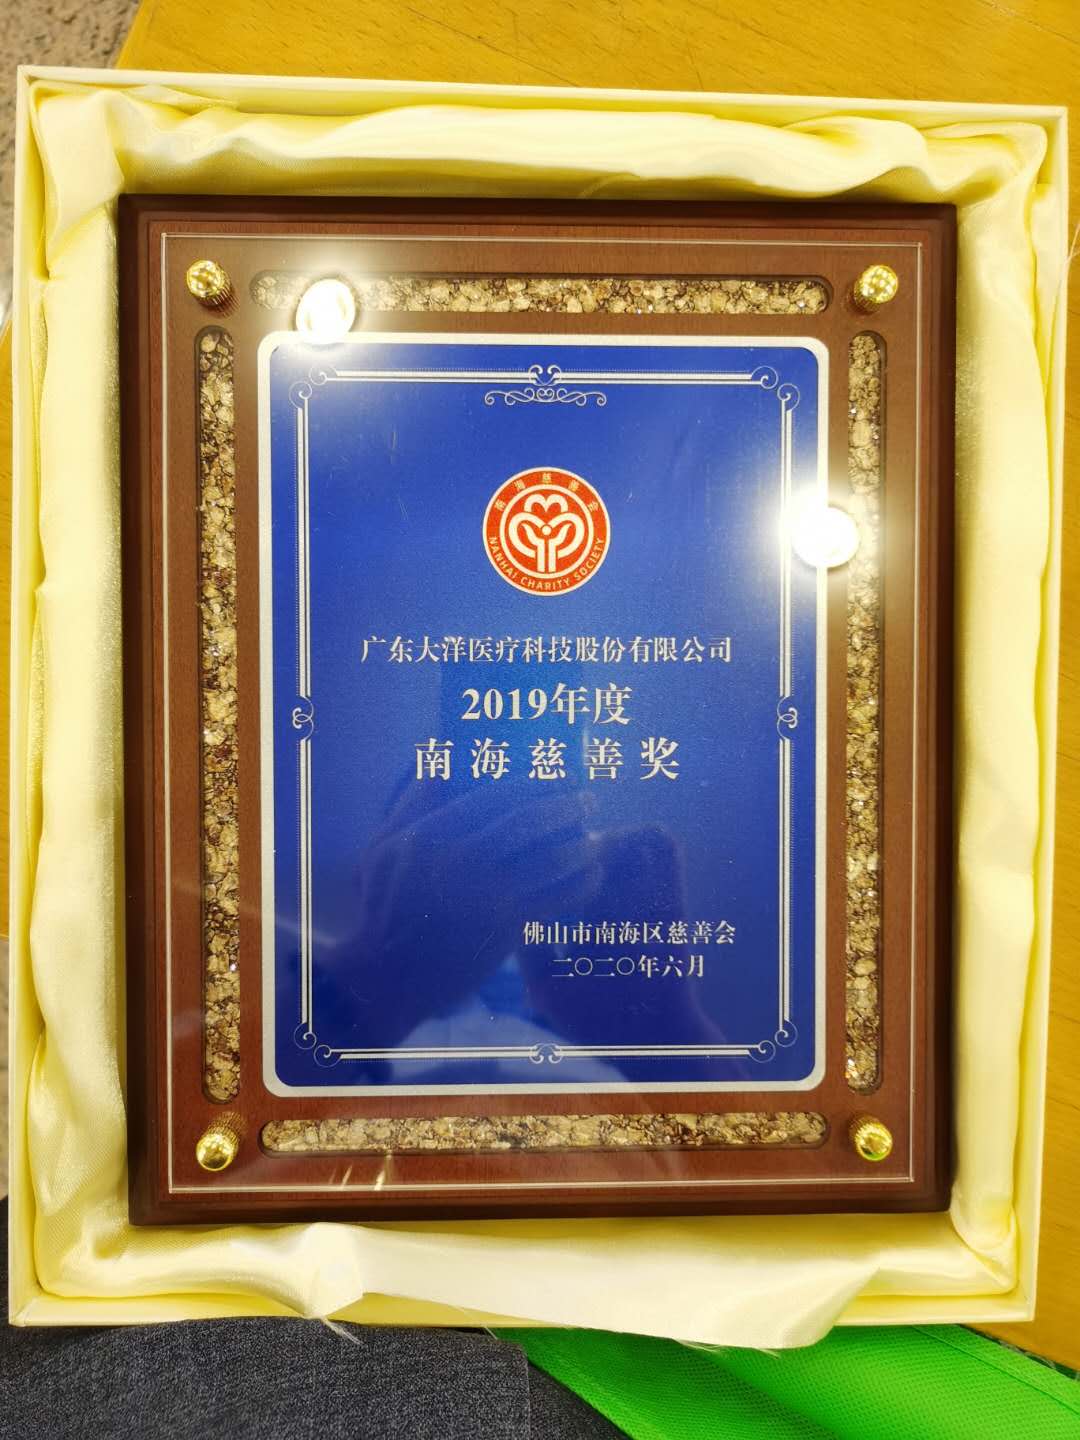 南海慈善会
NANHAI CHARITY SOCIETY
广东大洋医疗科技股份有限公司
2019年度
南海慈善奖
佛山市南海区慈善会
二〇二〇年六月